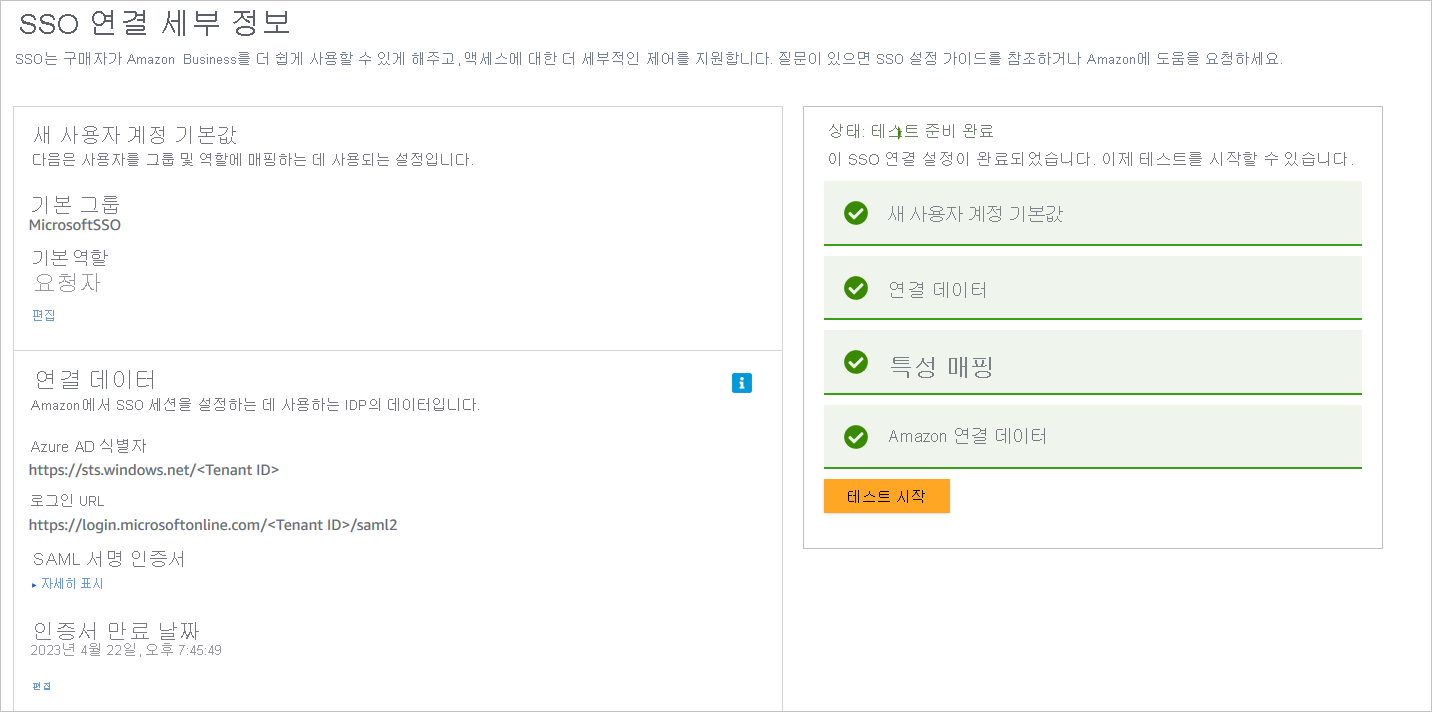 SSO 연결 세부 정보
SSO는 구매자가 Amazon Business를 더 쉽게 사용할 수 있게 해주고, 액세스에 대한 더 세부적인 제어를 지원합니다. 질문이 있으면 SSO 설정 가이드를 참조하거나 Amazon에 도움을 요청하세요.
새 사용자 계정 기본값
다음은 사용자를 그룹 및 역할에 매핑하는 데 사용되는 설정입니다.
기본 그룹
MicrosoftSSO
기본 역할
요청자
편집
연결 데이터
Amazon에서 SSO 세션을 설정하는 데 사용하는 IDP의 데이터입니다.
Azure AD 식별자
https://sts.windows.net/<Tenant ID>
로그인 URL
https://login.microsoftonline.com/<Tenant ID>/saml2
SAML 서명 인증서
▸ 자세히 표시
인증서 만료 날짜
2023년 4월 22일, 오후 7:45:49
편집
상태: 테스트 준비 완료
이 SSO 연결 설정이 완료되었습니다. 이제 테스트를 시작할 수 있습니다.
새 사용자 계정 기본값
연결 데이터
특성 매핑
Amazon 연결 데이터
테스트 시작